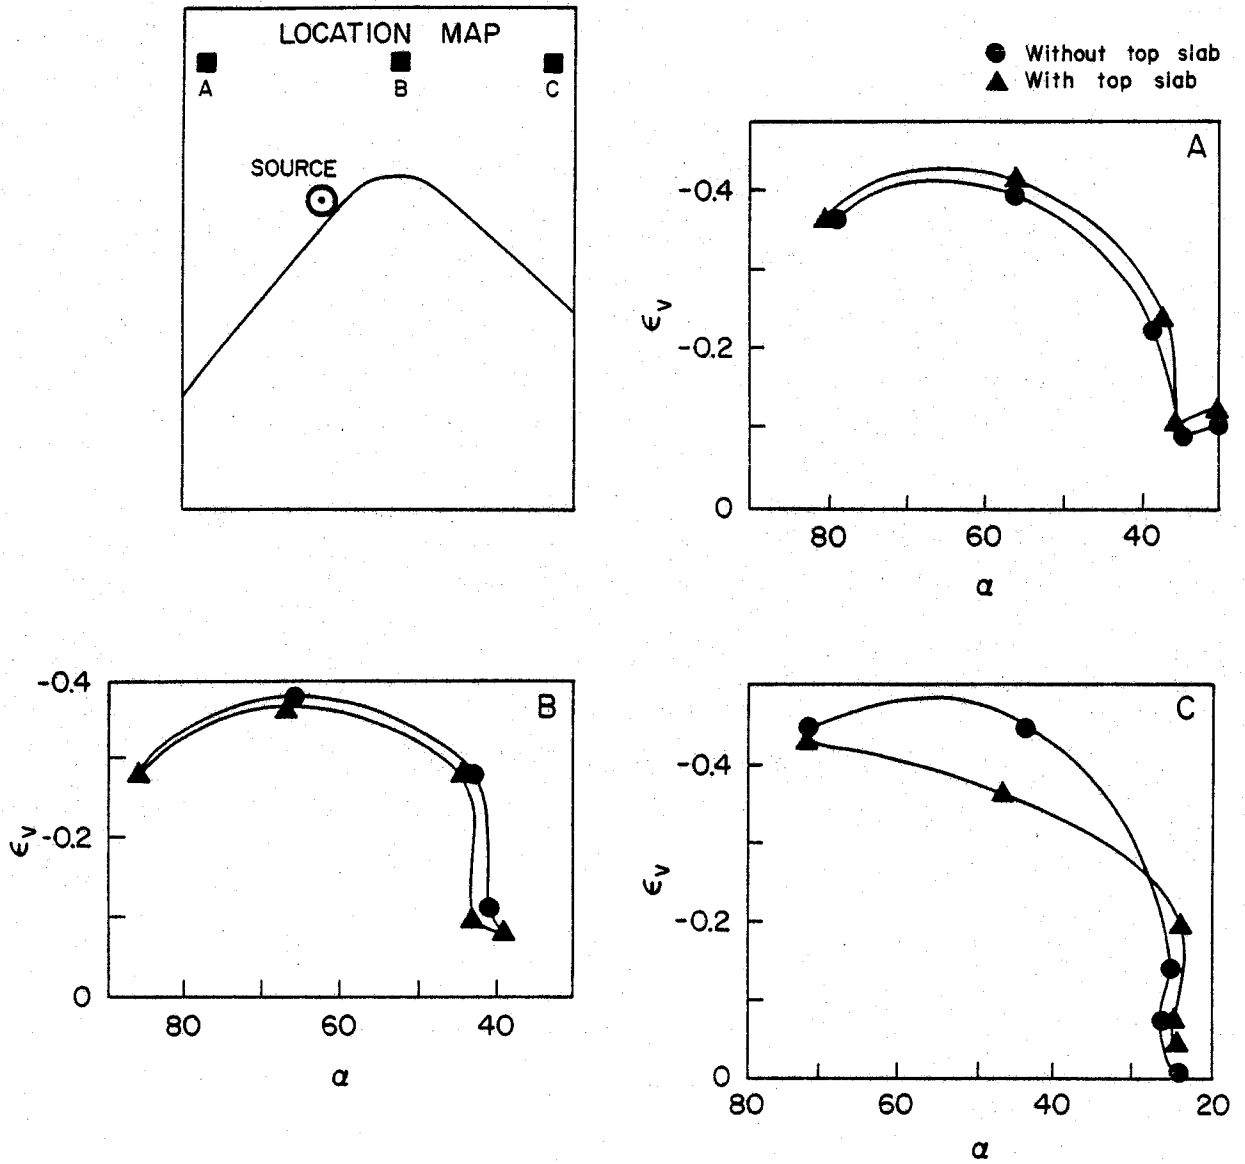 LOCATION MAP
A
B
C
SOURCE
Without top slab
With top slab
A
-0.4
-0.2
0
εv
80
60
40
α
B
-0.4
-0.2
0
εv
80
60
40
α
C
-0.4
-0.2
0
εv
80
60
40
20
α